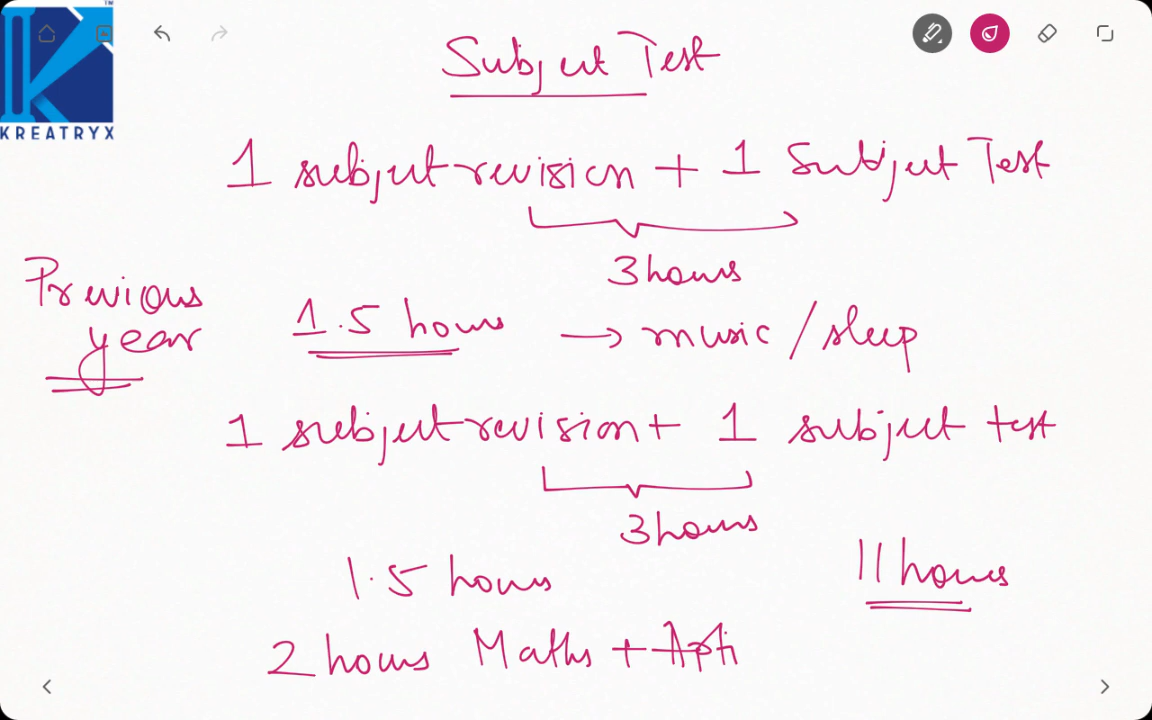 TM
KREATRYX
Subject Test
1 subject revision + 1 Subject Test
3 hours
Previous
year
1.5 hours → music / sleep
1 subject revision + 1 subject test
3 hours
1.5 hours
11 hours
2 hours Maths + Apti